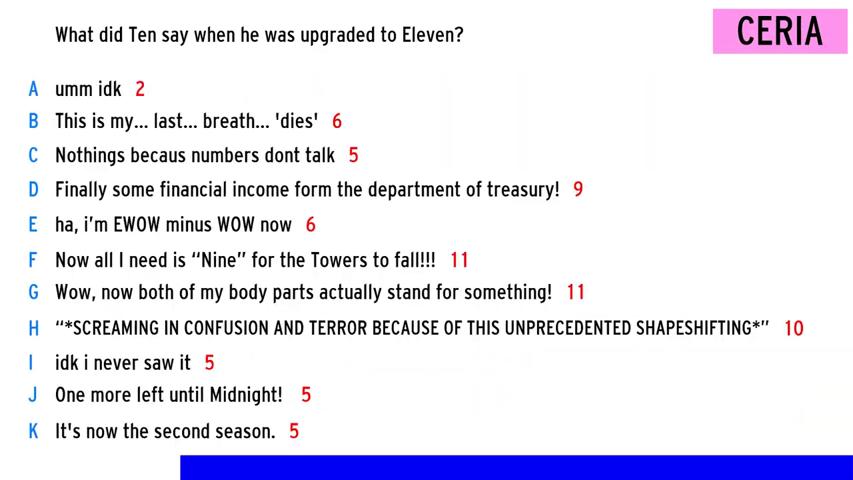 What did Ten say when he was upgraded to Eleven?
CERIA
A umm idk 2
B This is my... last... breath... 'dies' 6
C Nothings becaus numbers dont talk 5
D Finally some financial income form the department of treasury! 9
E ha, i’m EWOW minus WOW now 6
F Now all I need is “Nine” for the Towers to fall!!! 11
G Wow, now both of my body parts actually stand for something! 11
H “*SCREAMING IN CONFUSION AND TERROR BECAUSE OF THIS UNPRECEDENTED SHAPESHIFTING*” 10
I idk i never saw it 5
J One more left until Midnight! 5
K It's now the second season. 5